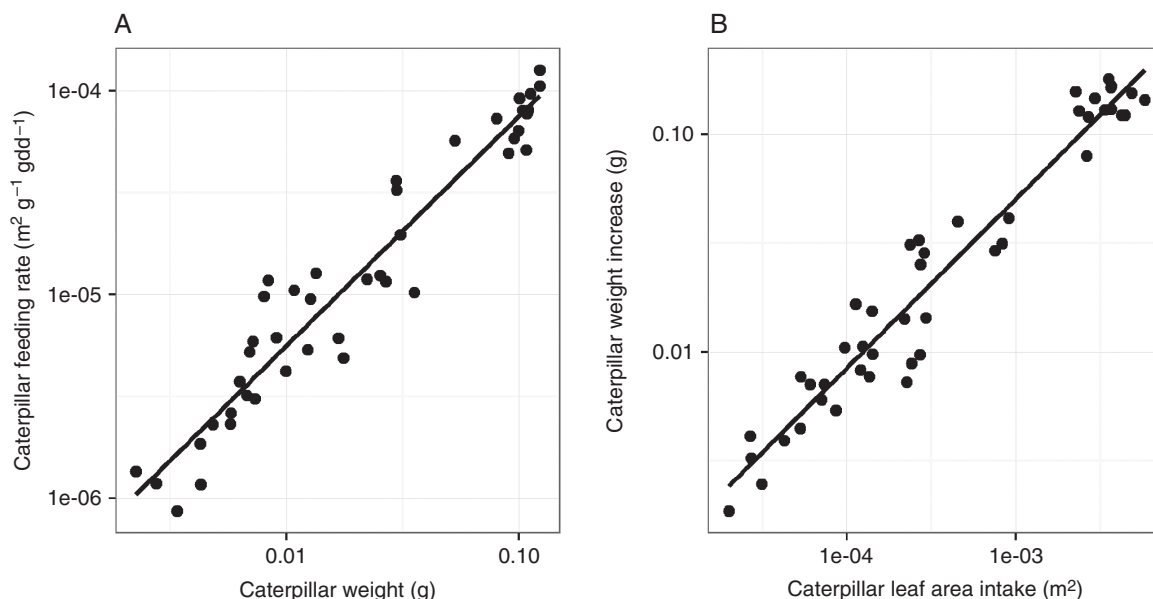 A
Caterpillar feeding rate (m² g⁻¹ gdd⁻¹)
1e-04
1e-05
1e-06
0.01
0.10
Caterpillar weight (g)
B
Caterpillar weight increase (g)
0.10
0.01
1e-04
1e-03
Caterpillar leaf area intake (m²)